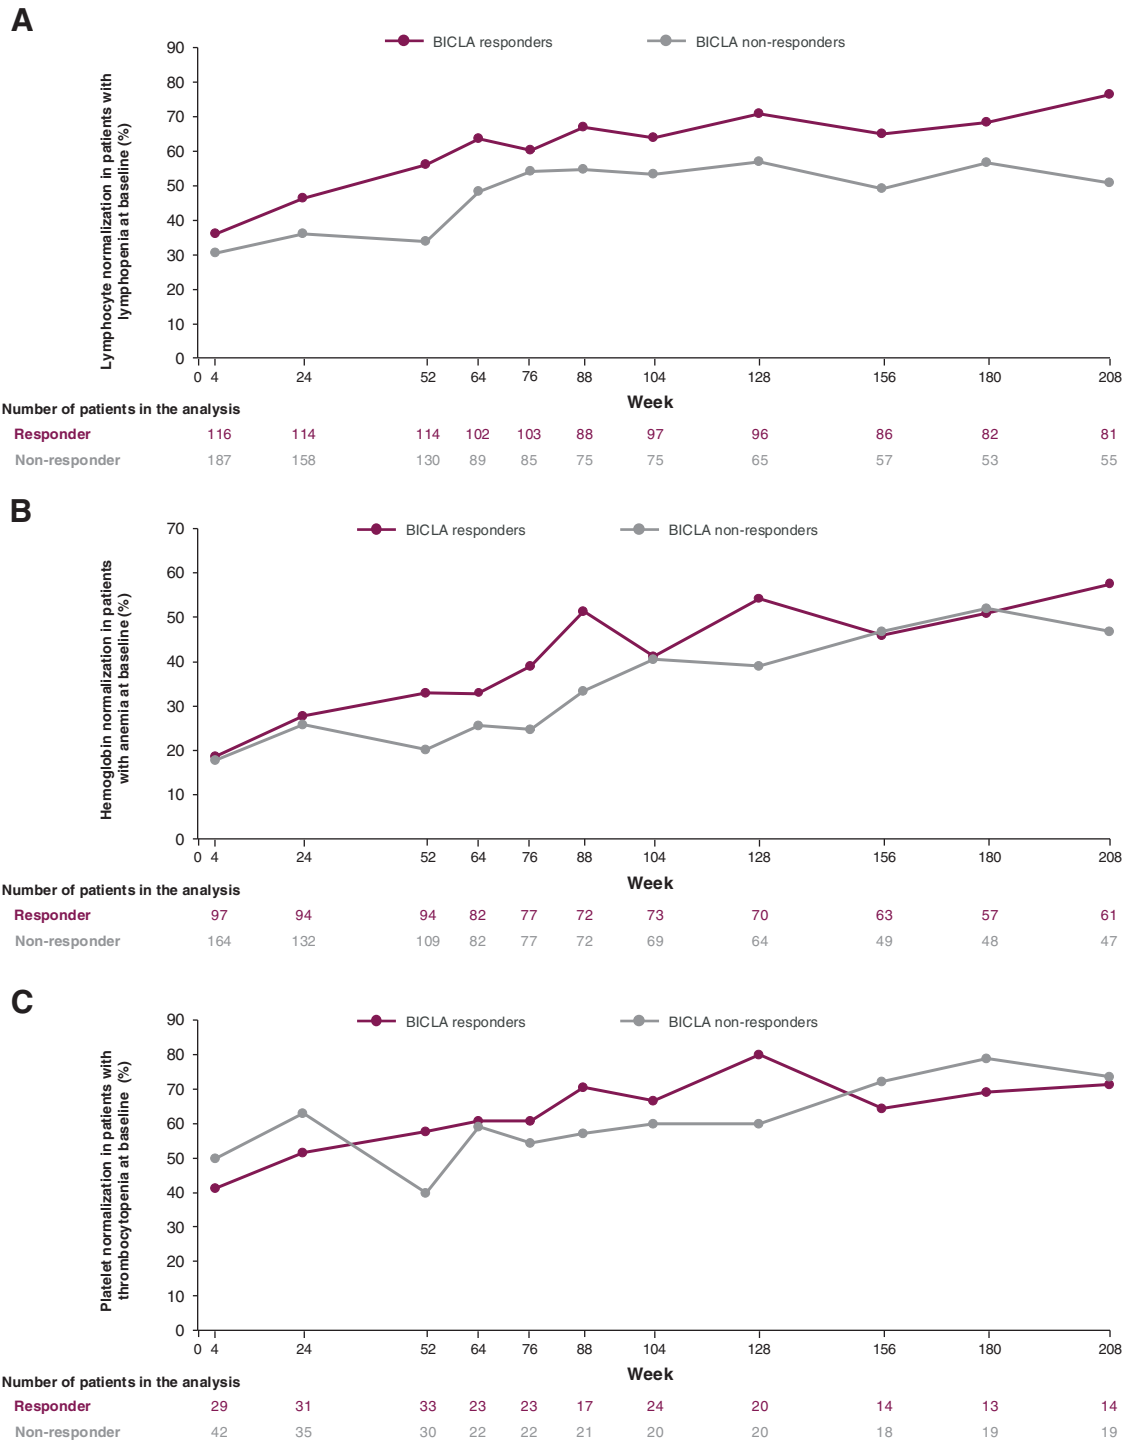 A
BICLA responders
BICLA non-responders
Lymphocyte normalization in patients with
lymphopenia at baseline (%)
90
80
70
60
50
40
30
20
10
0
0 4 24 52 64 76 88 104 128 156 180 208
Week
Number of patients in the analysis
Responder 116 114 114 102 103 88 97 96 86 82 81
Non-responder 187 158 130 89 85 75 75 65 57 53 55
B
BICLA responders
BICLA non-responders
Hemoglobin normalization in patients
with anemia at baseline (%)
70
60
50
40
30
20
10
0
0 4 24 52 64 76 88 104 128 156 180 208
Week
Number of patients in the analysis
Responder 97 94 94 82 77 72 73 70 63 57 61
Non-responder 164 132 109 82 77 72 69 64 49 48 47
C
BICLA responders
BICLA non-responders
Platelet normalization in patients with
thrombocytopenia at baseline (%)
90
80
70
60
50
40
30
20
10
0
0 4 24 52 64 76 88 104 128 156 180 208
Week
Number of patients in the analysis
Responder 29 31 33 23 23 17 24 20 14 13 14
Non-responder 42 35 30 22 22 21 20 20 18 19 19